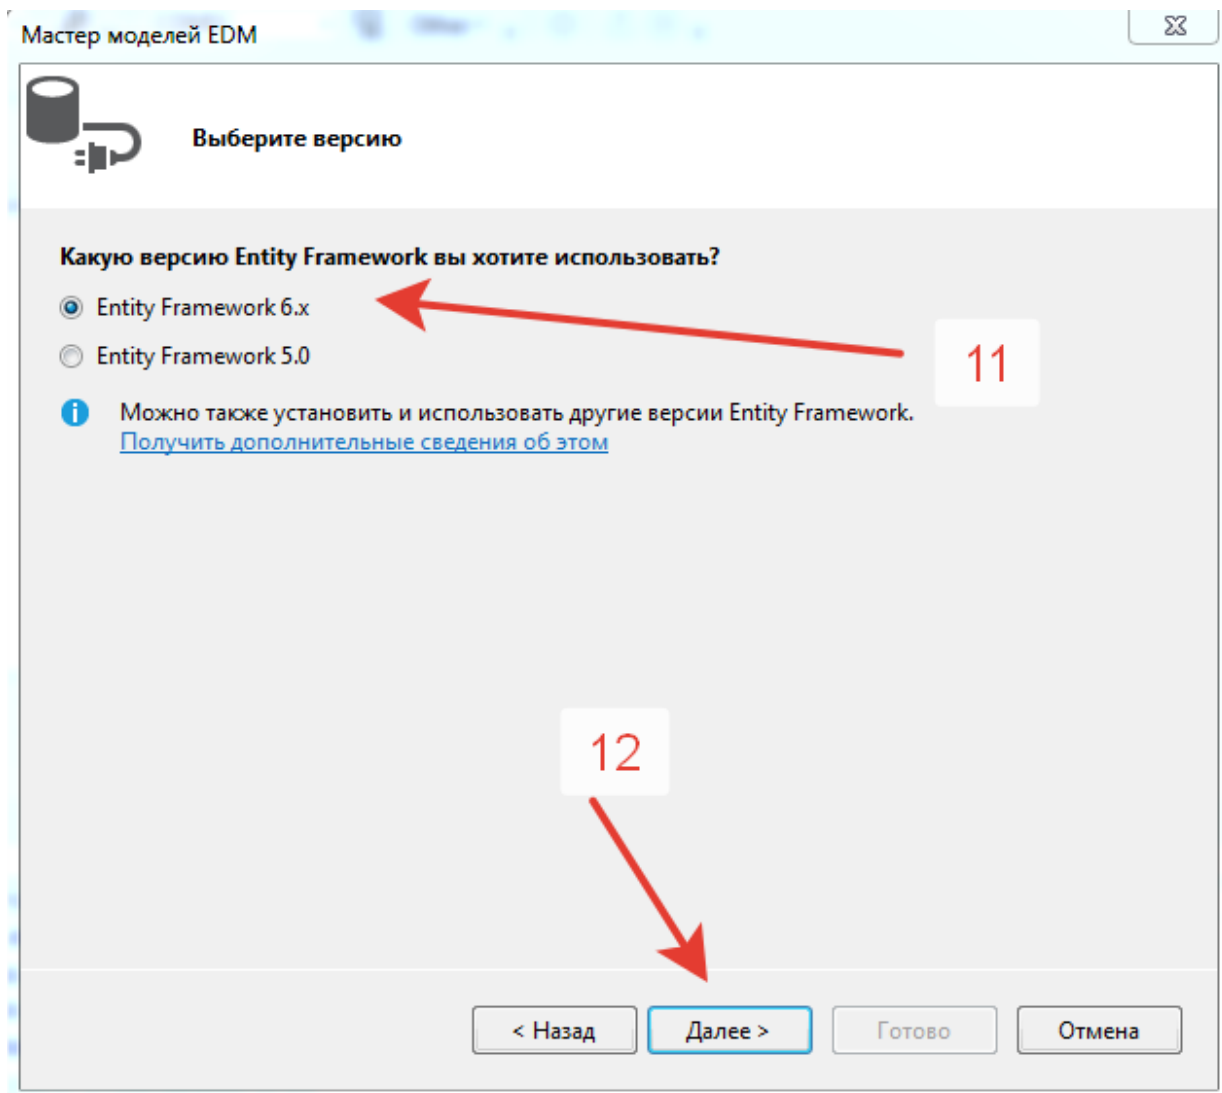 Мастер моделей EDM
Выберите версию
Какую версию Entity Framework вы хотите использовать?
Entity Framework 6.x
Entity Framework 5.0
11
Можно также установить и использовать другие версии Entity Framework.
Получить дополнительные сведения об этом
12
< Назад
Далее >
Готово
Отмена